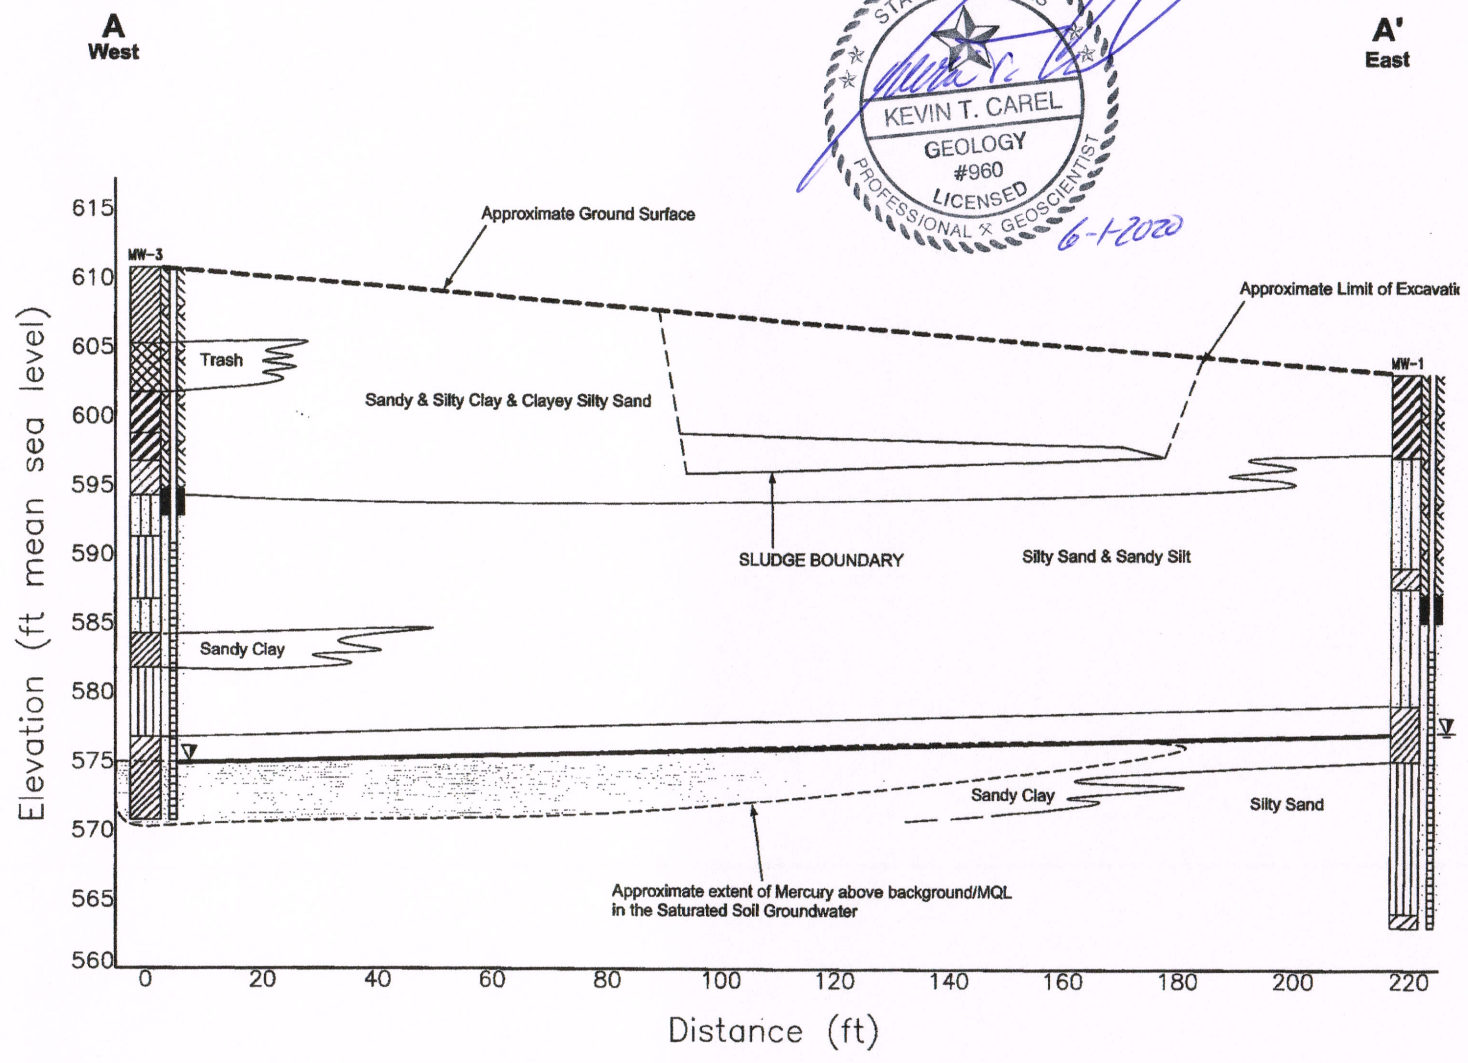 A
West
A'
East
KEVIN T. CAREL
GEOLOGY
#960
LICENSED
PROFESSIONAL GEOSCIENTIST
6-1-2020
Approximate Ground Surface
Approximate Limit of Excavatic
MW-3
MW-1
Trash
Sandy & Silty Clay & Clayey Silty Sand
SLUDGE BOUNDARY
Silty Sand & Sandy Silt
Sandy Clay
Sandy Clay
Silty Sand
Approximate extent of Mercury above background/MQL
in the Saturated Soil Groundwater
Elevation (ft mean sea level)
615
610
605
600
595
590
585
580
575
570
565
560
0 20 40 60 80 100 120 140 160 180 200 220
Distance (ft)